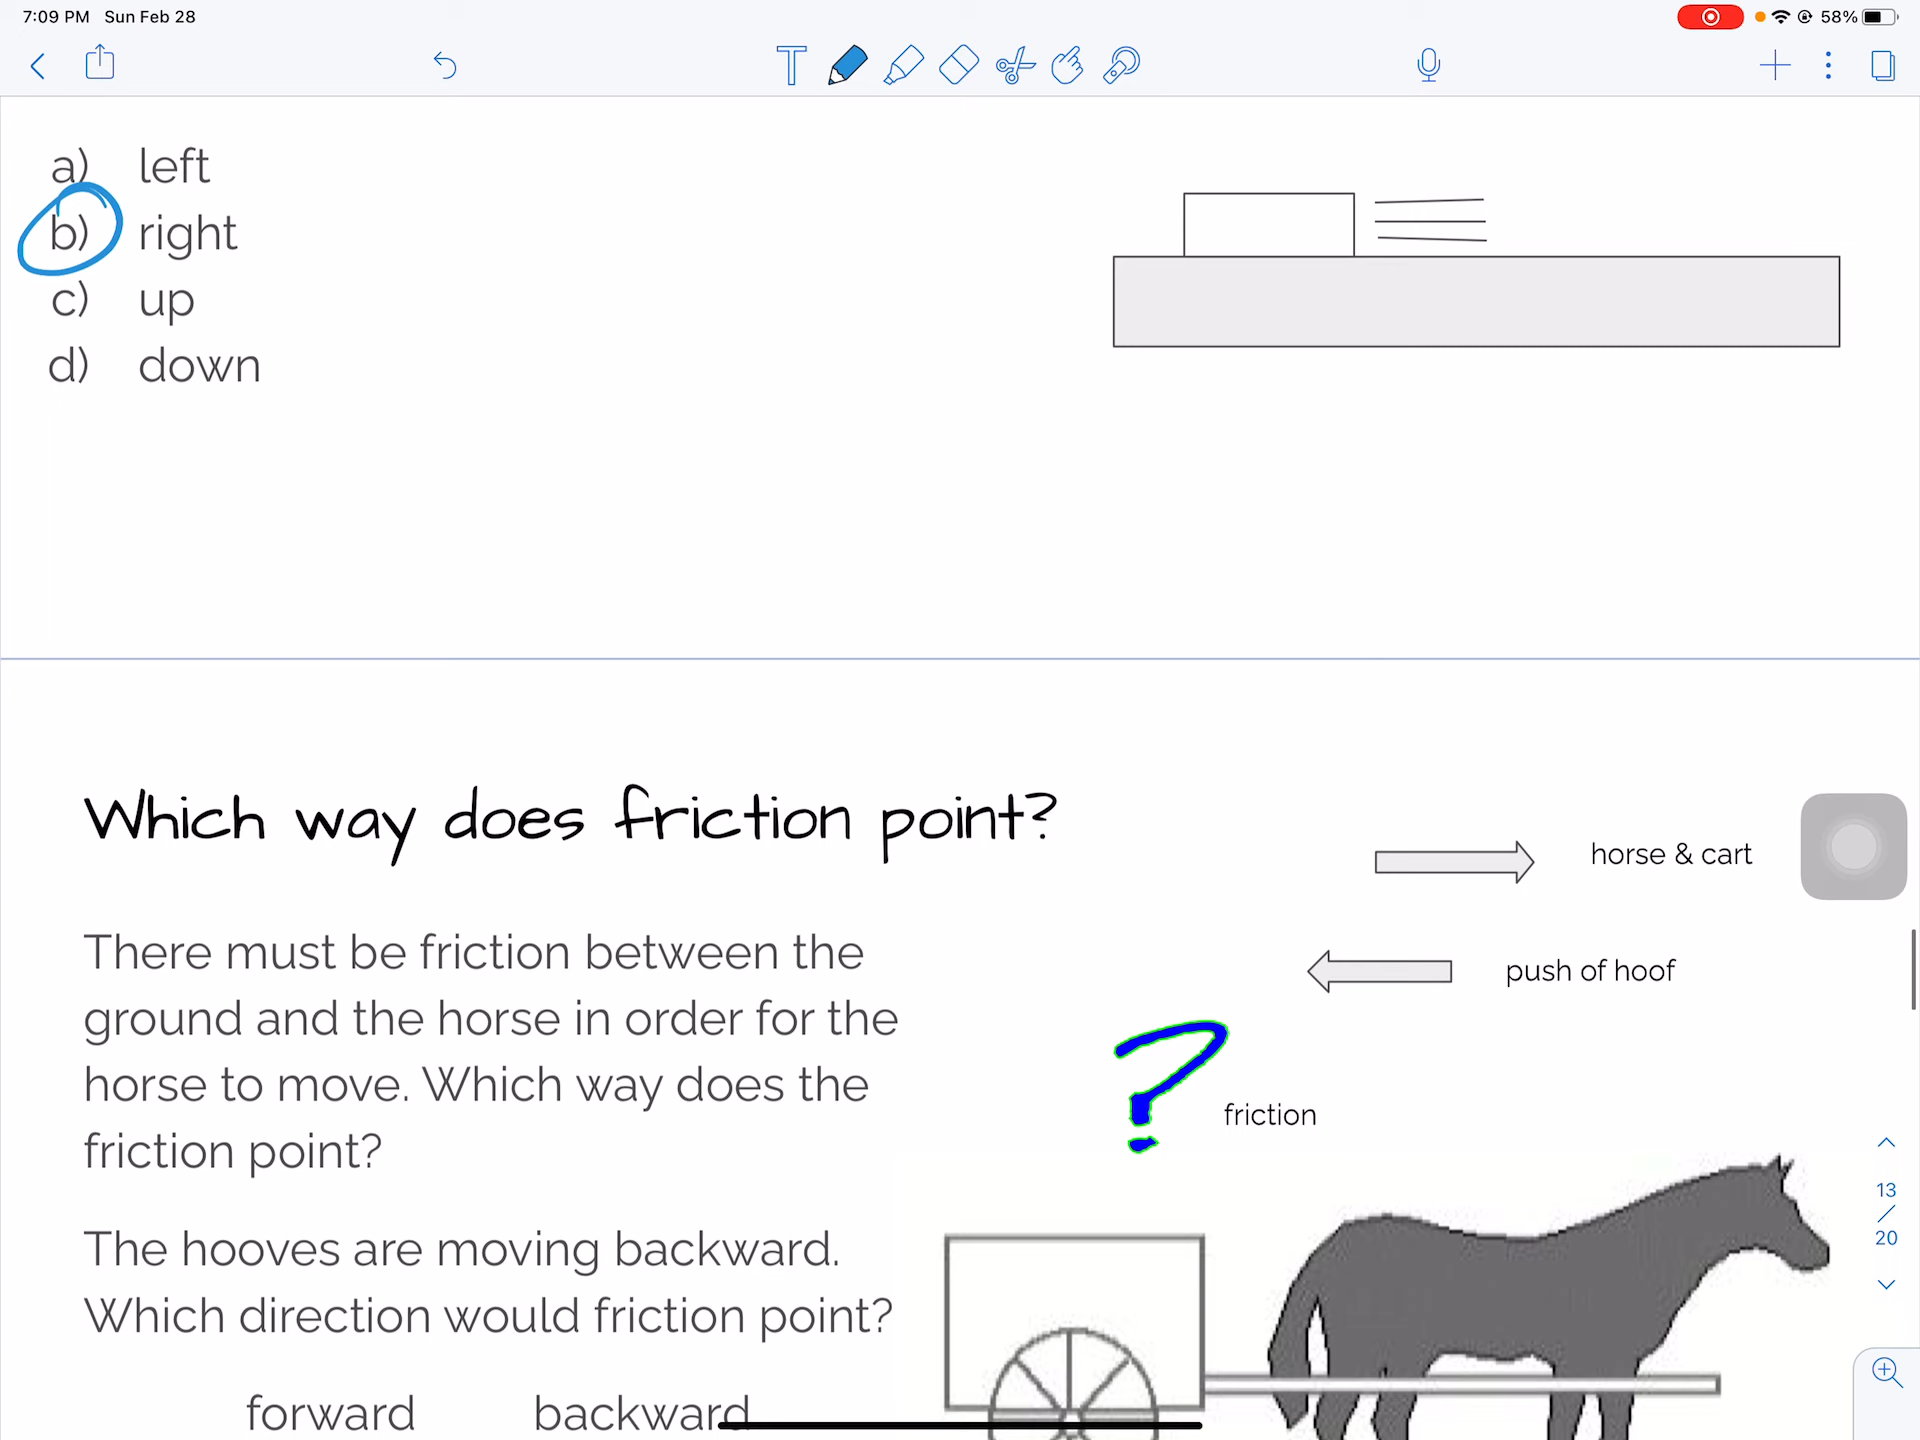 7:09 PM Sun Feb 28
58%
a) left
b) right
c) up
d) down
Which way does friction point?
horse & cart
push of hoof
There must be friction between the
ground and the horse in order for the
horse to move. Which way does the
friction point?
? friction
The hooves are moving backward.
Which direction would friction point?
forward backward
13
/
20